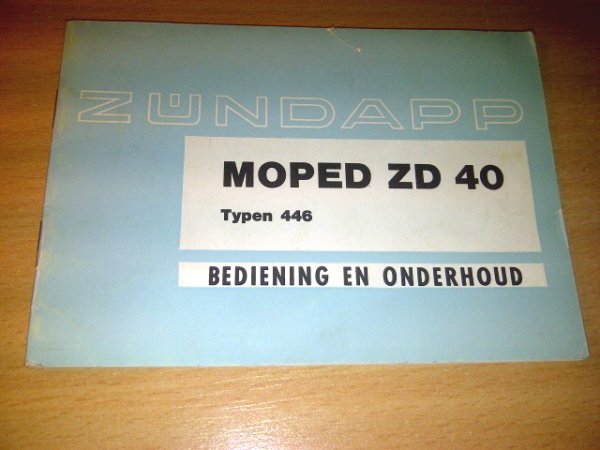 ZÜNDAPP
MOPED ZD 40
Typen 446
BEDIENING EN ONDERHOUD